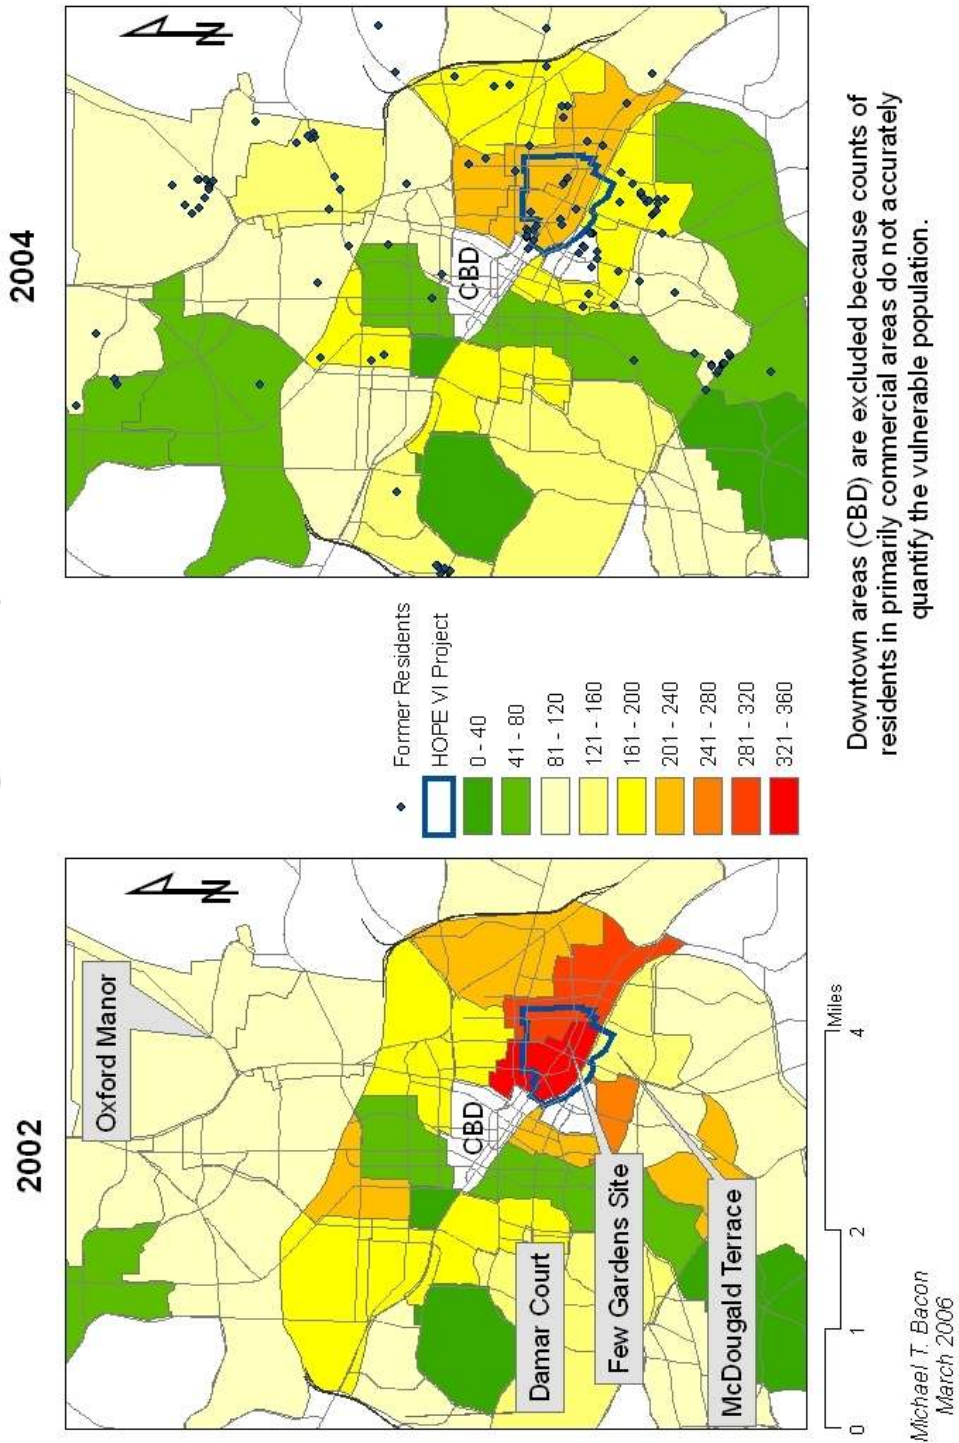 2002
Oxford Manor
N
CBD
Damar Court
Few Gardens Site
McDougald Terrace
0 1 2 4
Miles
Michael T. Bacon
March 2006
Former Residents
HOPE VI Project
0 - 40
41 - 80
81 - 120
121 - 160
161 - 200
201 - 240
241 - 280
281 - 320
321 - 360
2004
N
CBD
Downtown areas (CBD) are excluded because counts of
residents in primarily commercial areas do not accurately
quantify the vulnerable population.